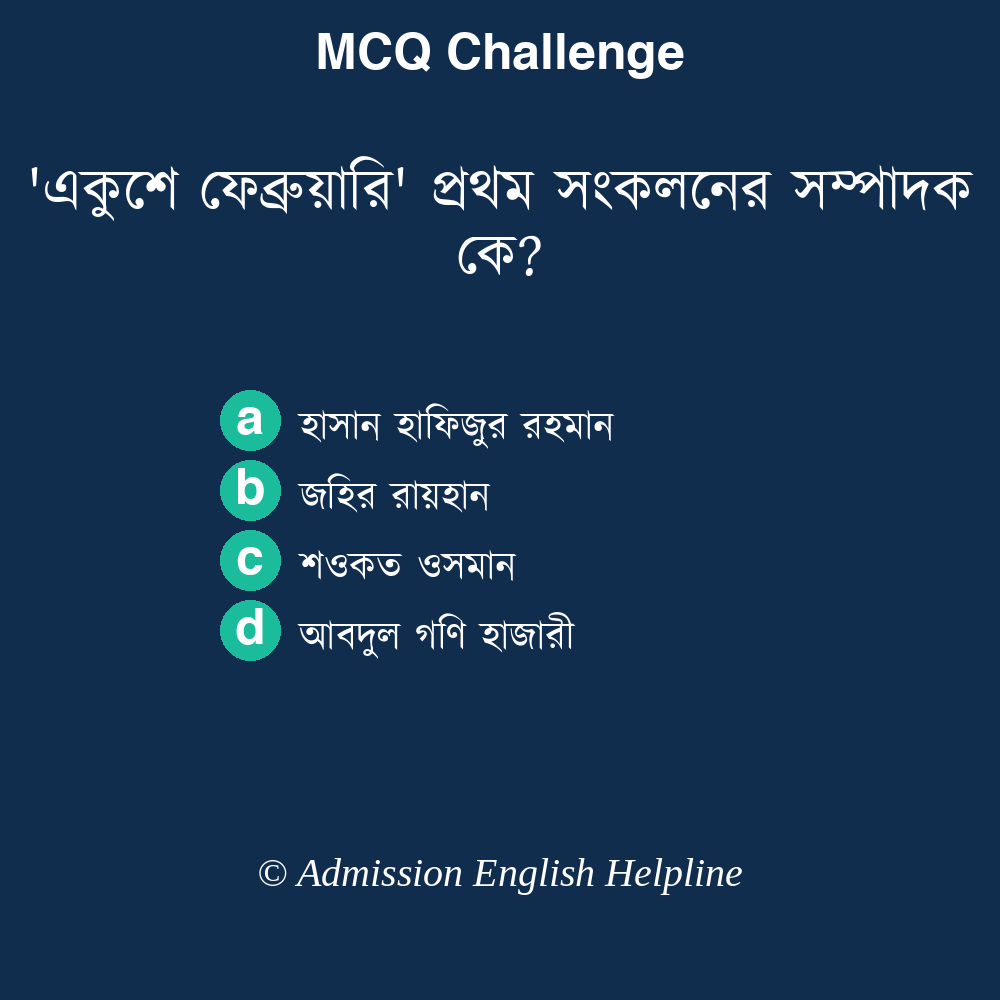 MCQ Challenge
'একুশে ফেব্রুয়ারি' প্রথম সংকলনের সম্পাদক
কে?
a হাসান হাফিজুর রহমান
b জহির রায়হান
c শওকত ওসমান
d আবদুল গণি হাজারী
© Admission English Helpline